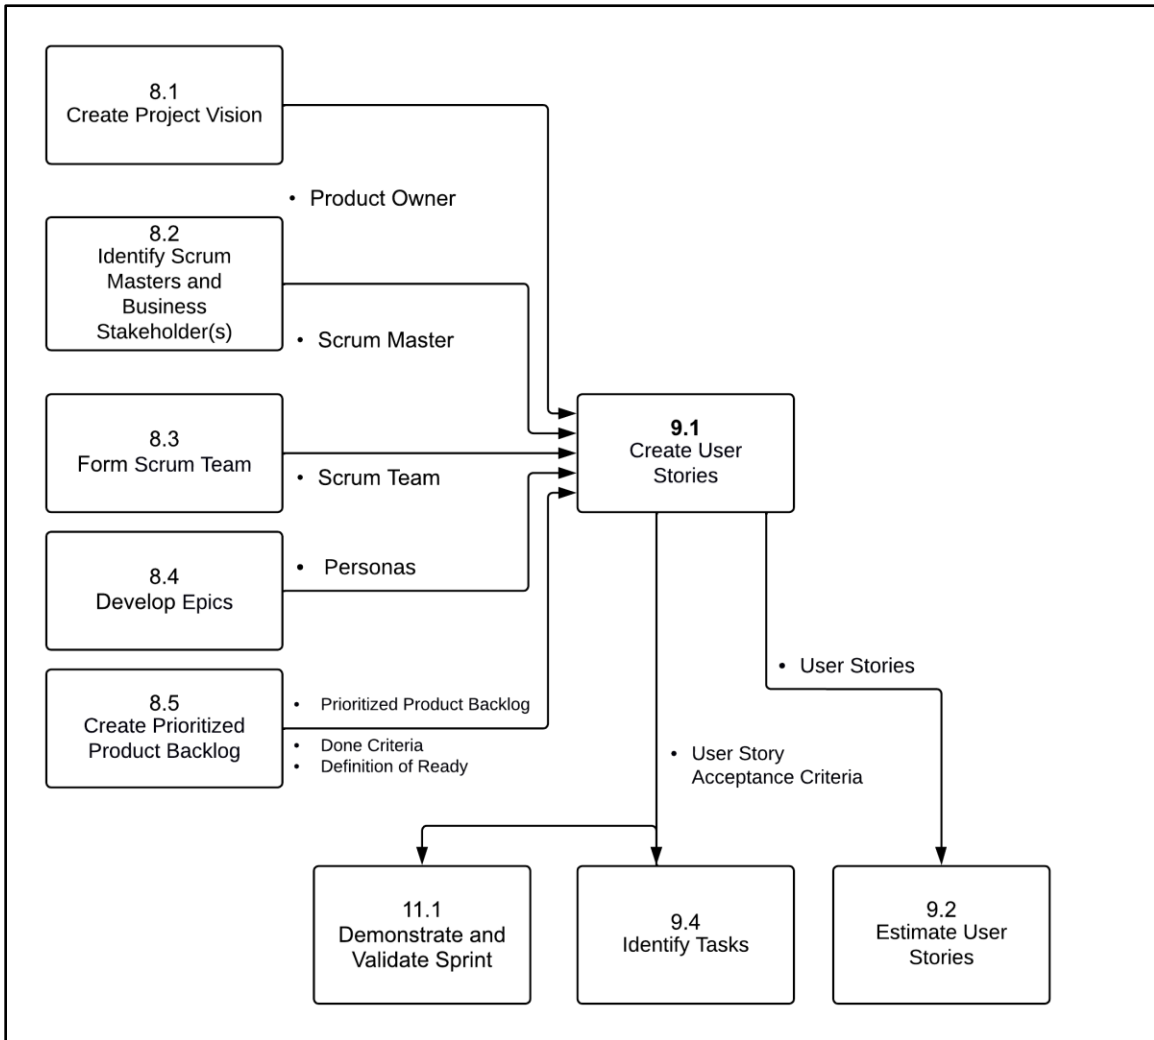 8.1
Create Project Vision
• Product Owner
8.2
Identify Scrum
Masters and
Business
Stakeholder(s)
• Scrum Master
8.3
Form Scrum Team
• Scrum Team
9.1
Create User
Stories
8.4
Develop Epics
• Personas
8.5
Create Prioritized
Product Backlog
• Prioritized Product Backlog
• Done Criteria
• Definition of Ready
• User Stories
• User Story
Acceptance Criteria
11.1
Demonstrate and
Validate Sprint
9.4
Identify Tasks
9.2
Estimate User
Stories